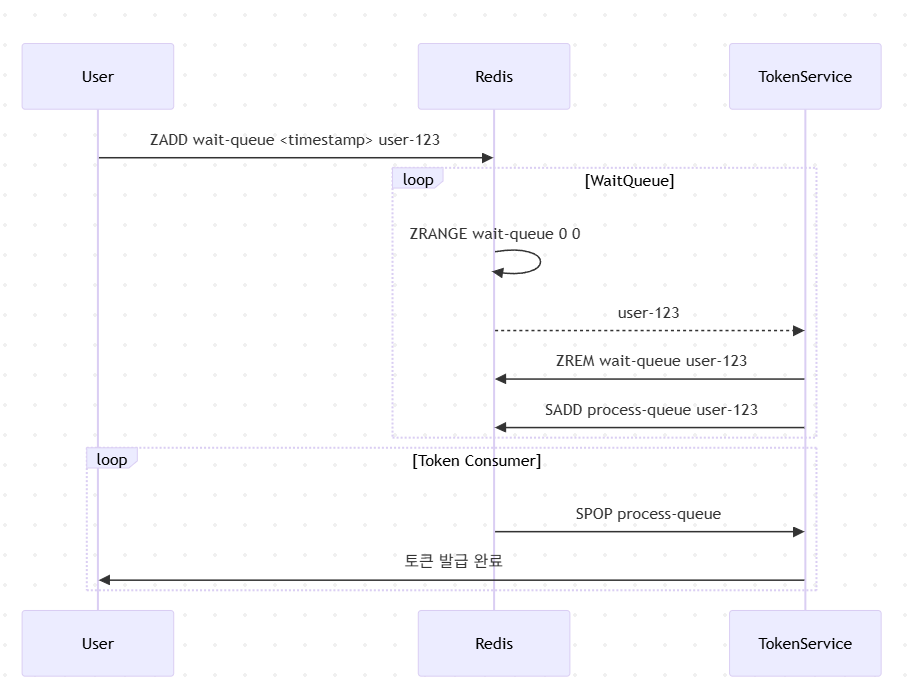 User
Redis
TokenService
ZADD wait-queue <timestamp> user-123
loop
[WaitQueue]
ZRANGE wait-queue 0 0
user-123
ZREM wait-queue user-123
SADD process-queue user-123
loop
[Token Consumer]
SPOP process-queue
토큰 발급 완료
User
Redis
TokenService